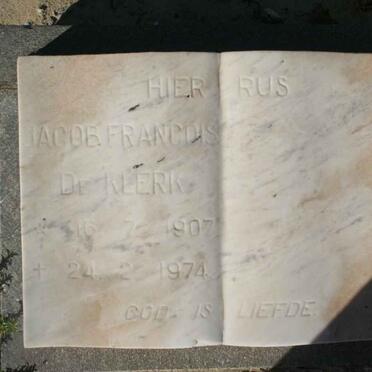 HIER RUS
JACOB FRANCOIS
DE KLERK
* 16. 7. 1907
+ 24. 2. 1974
GOD IS LIEFDE